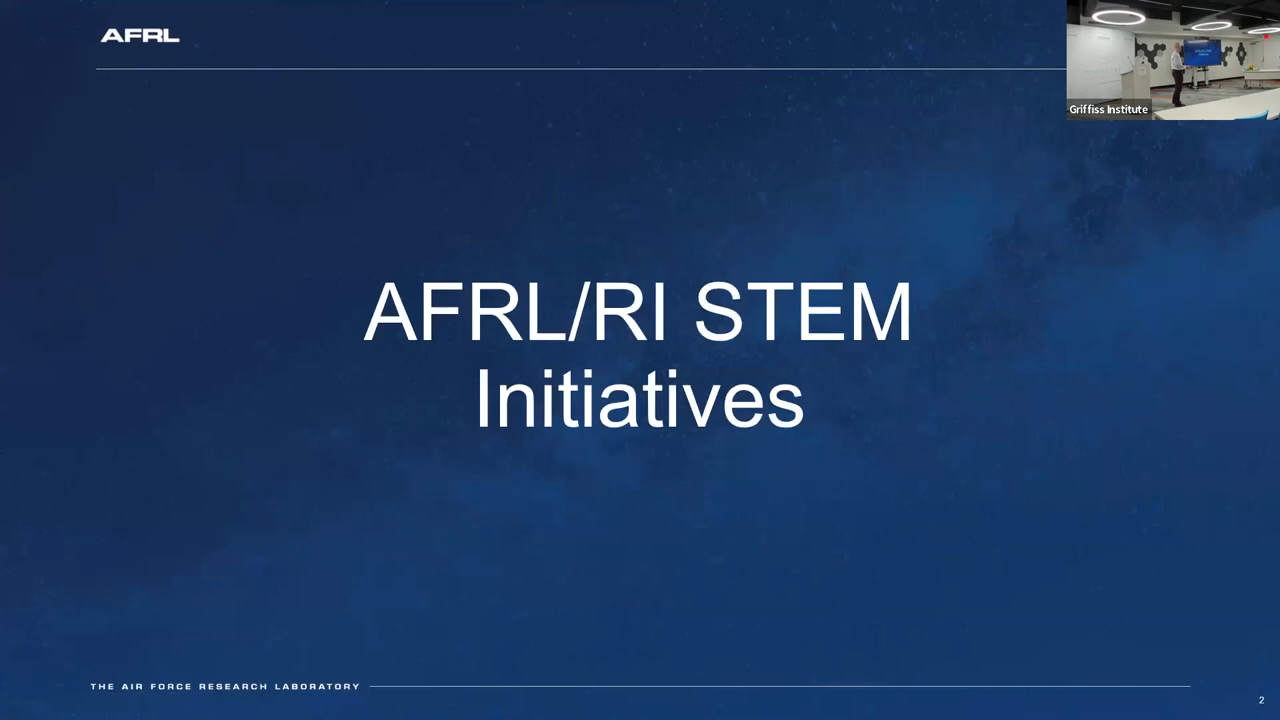 AFRL
Griffiss Institute
AFRL/RI STEM
Initiatives
THE AIR FORCE RESEARCH LABORATORY
2